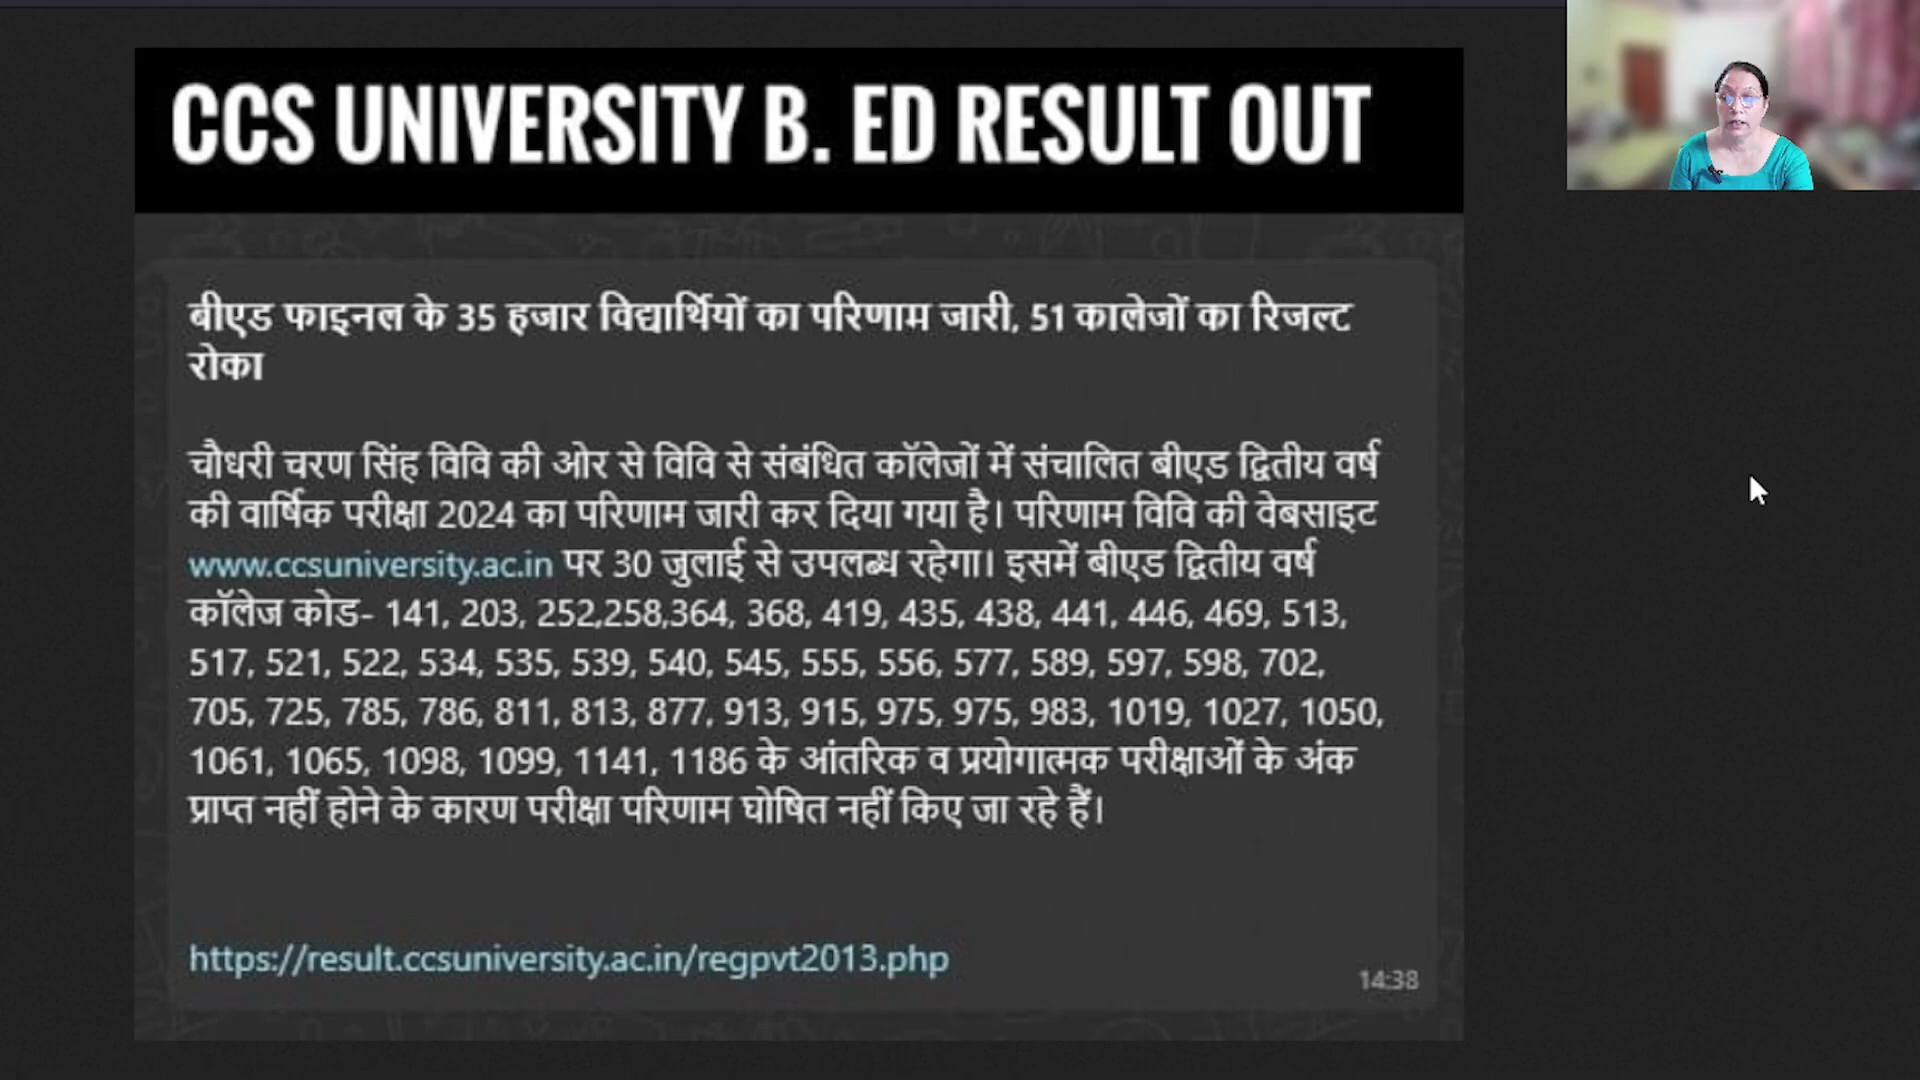 CCS UNIVERSITY B. ED RESULT OUT
बीएड फाइनल के 35 हजार विद्यार्थियों का परिणाम जारी, 51 कालेजों का रिजल्ट
रोका
चौधरी चरण सिंह विवि की ओर से विवि से संबंधित कॉलेजों में संचालित बीएड द्वितीय वर्ष
की वार्षिक परीक्षा 2024 का परिणाम जारी कर दिया गया है। परिणाम विवि की वेबसाइट
www.ccsuniversity.ac.in पर 30 जुलाई से उपलब्ध रहेगा। इसमें बीएड द्वितीय वर्ष
कॉलेज कोड- 141, 203, 252,258,364, 368, 419, 435, 438, 441, 446, 469, 513,
517, 521, 522, 534, 535, 539, 540, 545, 555, 556, 577, 589, 597, 598, 702,
705, 725, 785, 786, 811, 813, 877, 913, 915, 975, 975, 983, 1019, 1027, 1050,
1061, 1065, 1098, 1099, 1141, 1186 के आंतरिक व प्रयोगात्मक परीक्षाओं के अंक
प्राप्त नहीं होने के कारण परीक्षा परिणाम घोषित नहीं किए जा रहे हैं।
https://result.ccsuniversity.ac.in/regpvt2013.php
14:38